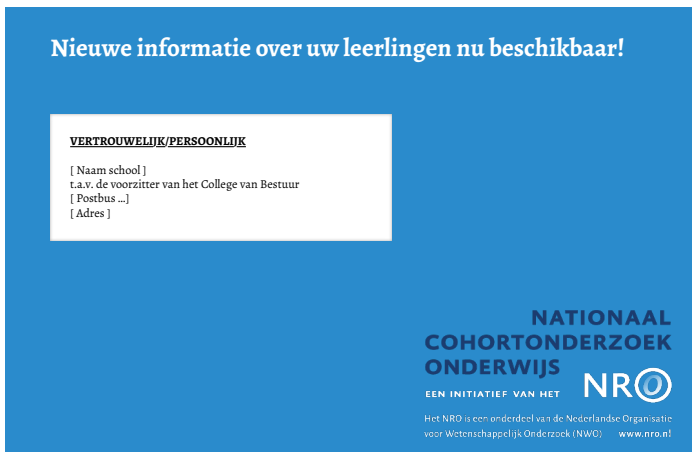 Nieuwe informatie over uw leerlingen nu beschikbaar!
VERTROUWELIJK/PERSOONLIJK
[ Naam school ]
t.a.v. de voorzitter van het College van Bestuur
[ Postbus ...]
[ Adres ]
NATIONAAL
COHORTONDERZOEK
ONDERWIJS
EEN INITIATIEF VAN HET NRO
Het NRO is een onderdeel van de Nederlandse Organisatie
voor Wetenschappelijk Onderzoek (NWO) www.nro.nl